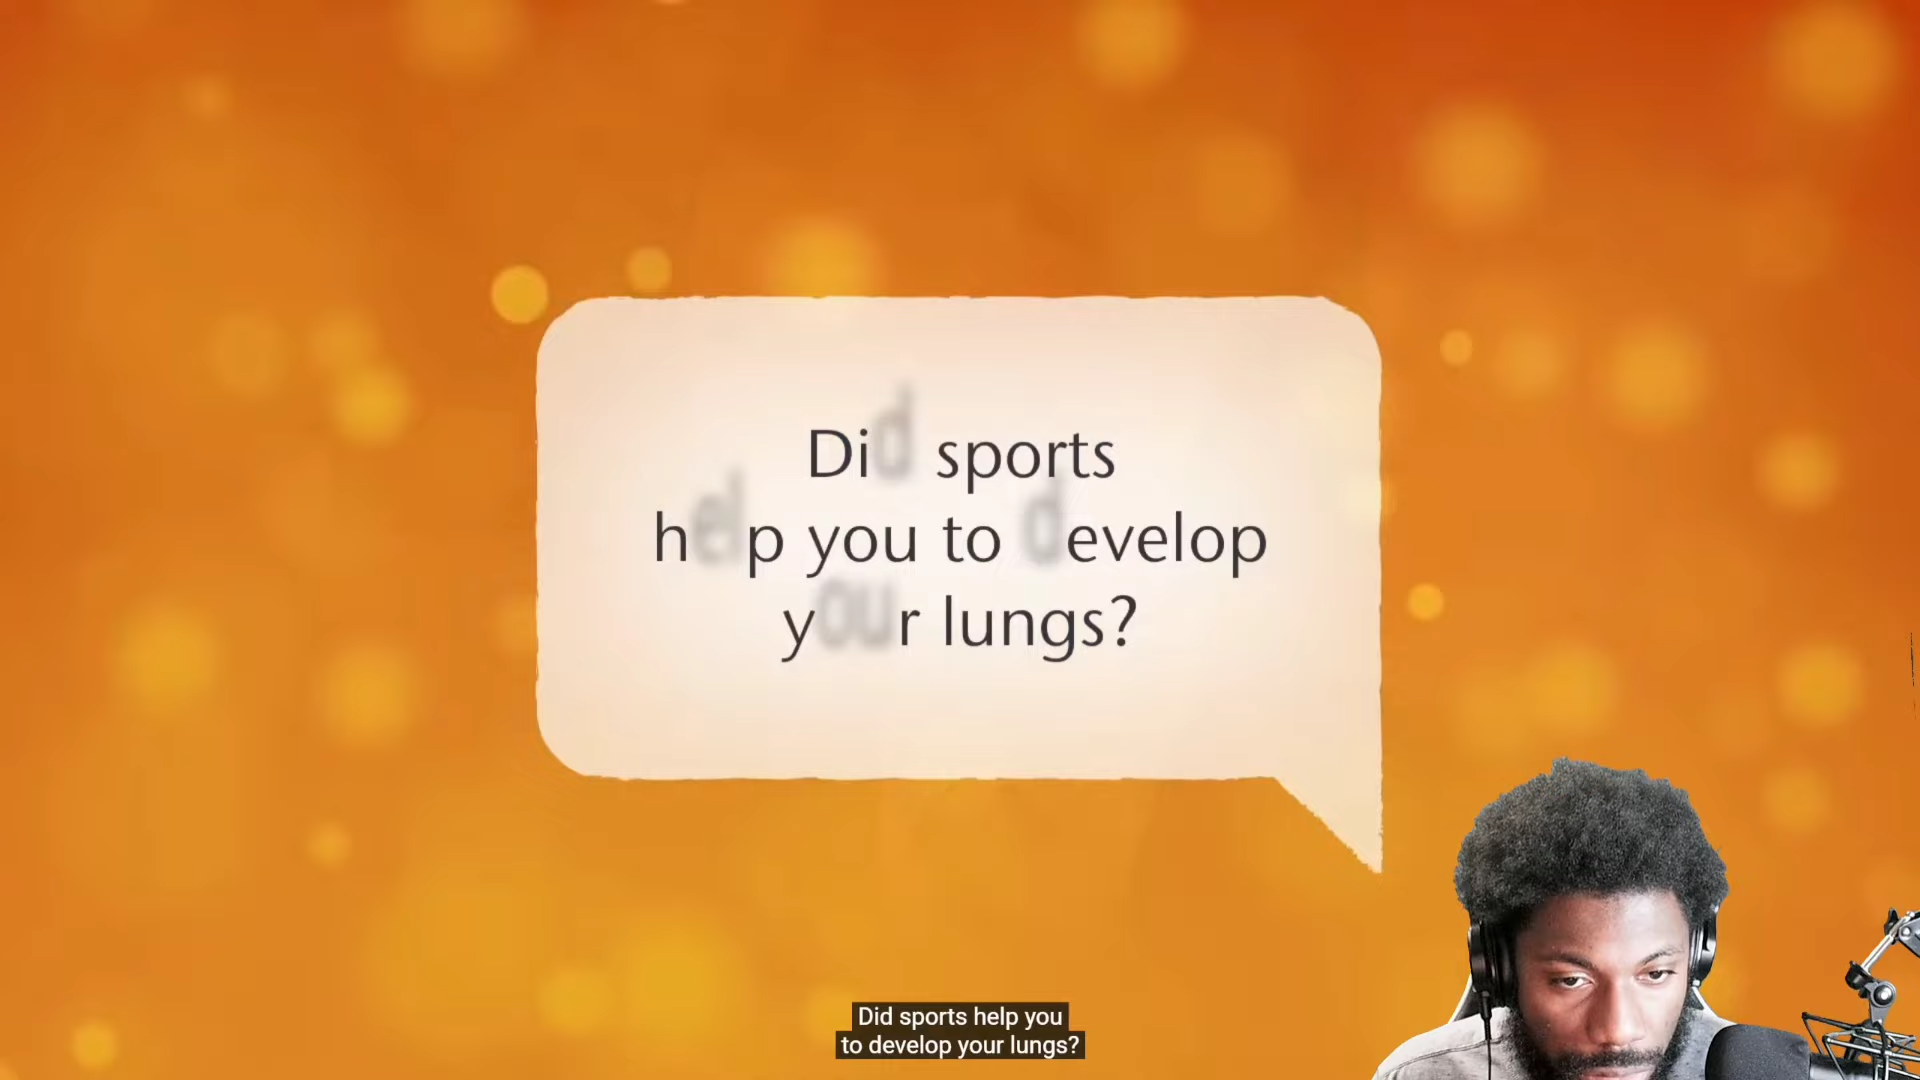 Did sports
help you to develop
your lungs?
Did sports help you
to develop your lungs?